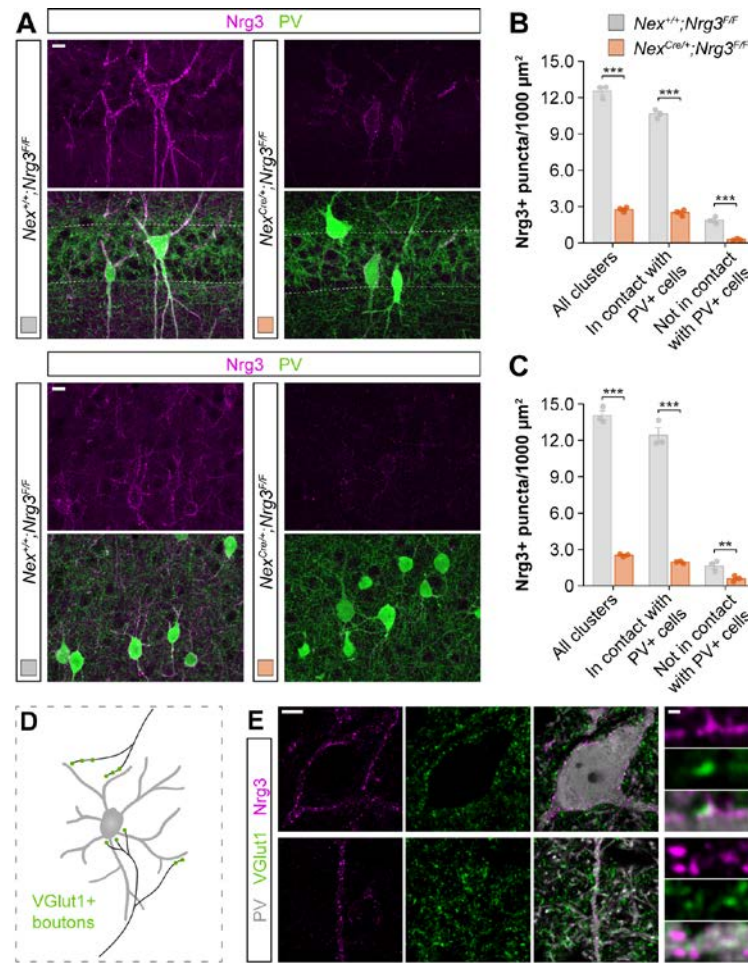 A
Nrg3 PV
Nex+/+;Nrg3F/F
NexCre/+;Nrg3F/F
Nrg3 PV
Nex+/+;Nrg3F/F
NexCre/+;Nrg3F/F
B
Nex+/+;Nrg3F/F
NexCre/+;Nrg3F/F
Nrg3+ puncta/1000 µm²
12.0
9.0
6.0
3.0
0
***
***
***
All clusters
In contact with
PV+ cells
Not in contact
with PV+ cells
C
Nrg3+ puncta/1000 µm²
15.0
12.0
9.0
6.0
3.0
0
***
***
**
All clusters
In contact with
PV+ cells
Not in contact
with PV+ cells
D
VGlut1+
boutons
E
PV VGlut1 Nrg3